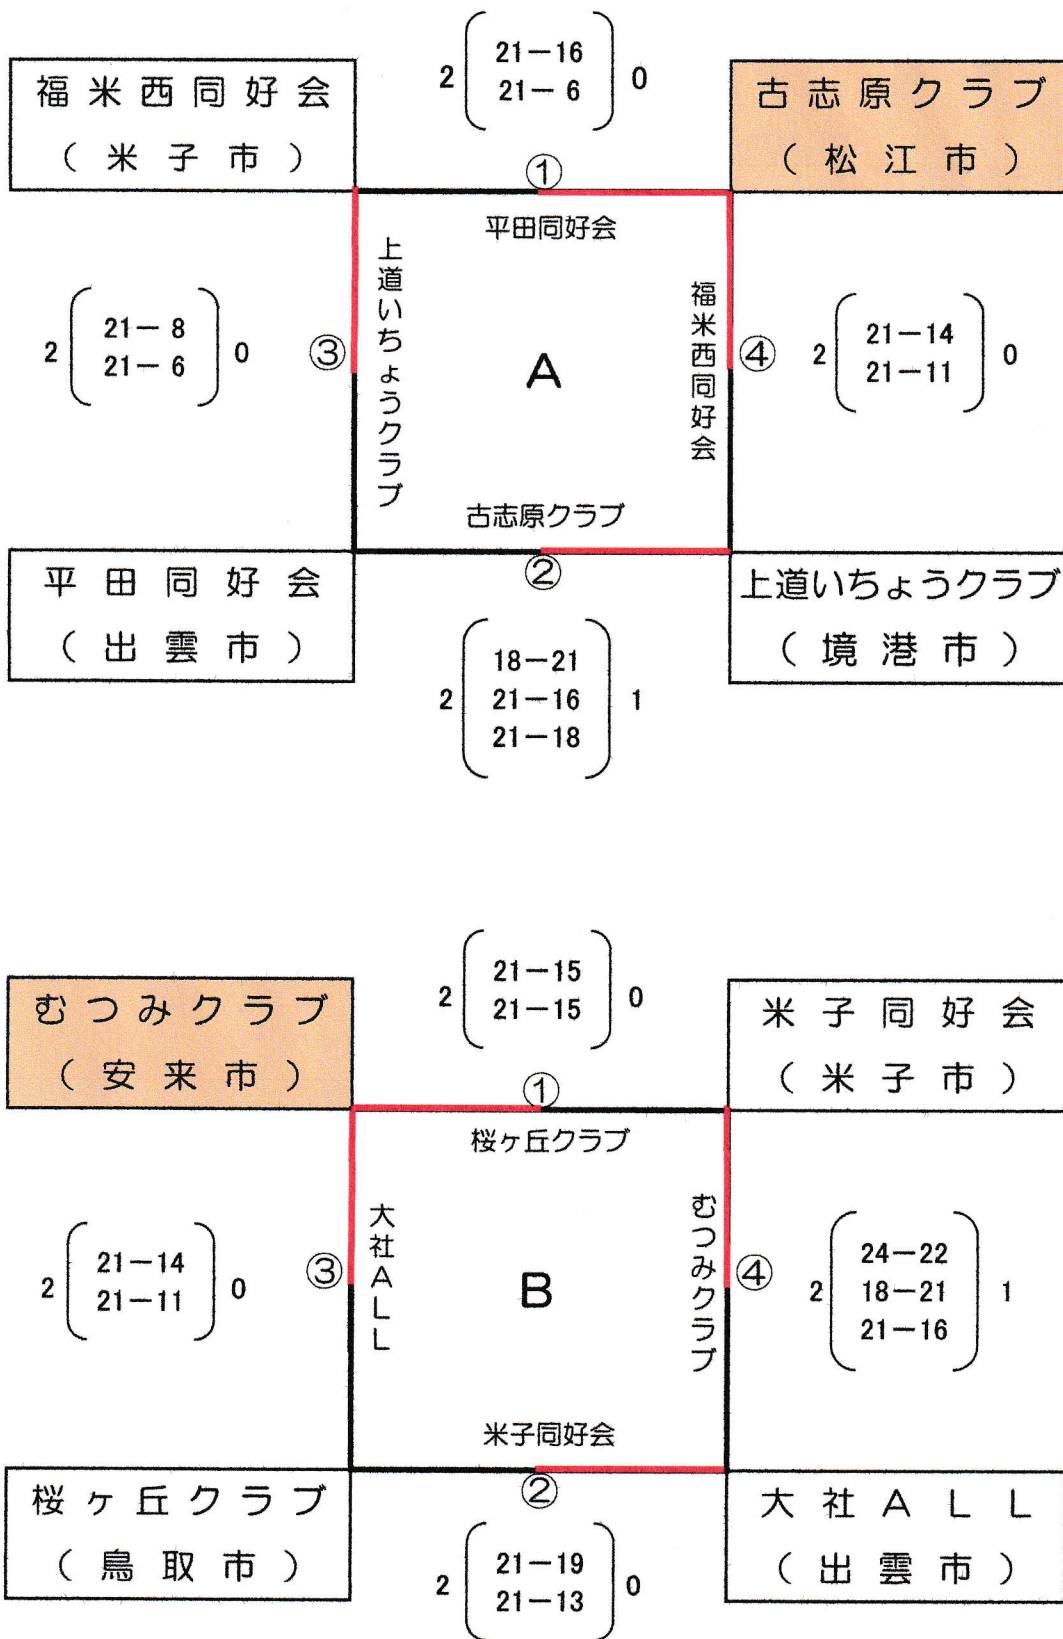 2 21－16 0
21－ 6
福米西同好会
（米子市）
古志原クラブ
（松江市）
①
平田同好会
上道いちょうクラブ
福米西同好会
2 21－ 8 0
21－ 6
③
A
④
2 21－14 0
21－11
古志原クラブ
②
平田同好会
（出雲市）
上道いちょうクラブ
（境港市）
18－21
2 21－16 1
21－18
2 21－15 0
21－15
むつみクラブ
（安来市）
米子同好会
（米子市）
①
桜ヶ丘クラブ
大社ALL
むつみクラブ
2 21－14 0
21－11
③
B
④
24－22
2 18－21 1
21－16
米子同好会
②
桜ヶ丘クラブ
（鳥取市）
大社ALL
（出雲市）
2 21－19 0
21－13